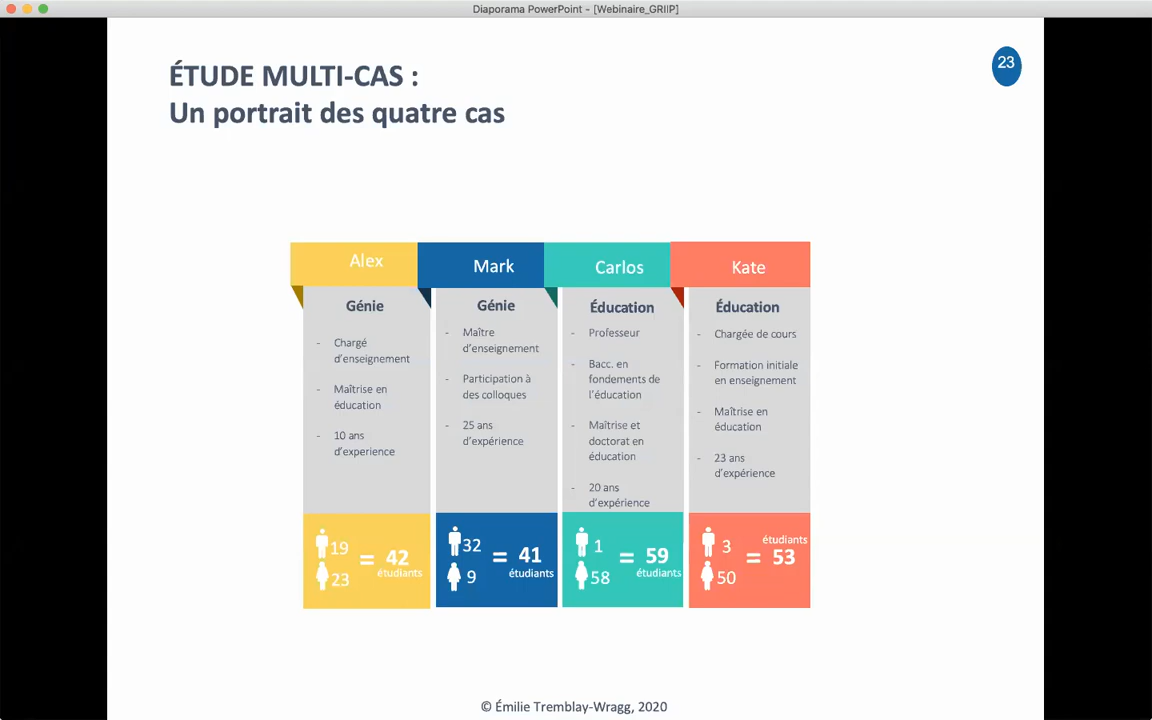 Diaporama PowerPoint - [Webinaire_GRIIP]
23
ÉTUDE MULTI-CAS :
Un portrait des quatre cas
Alex
Génie
- Chargé
d'enseignement
- Maîtrise en
éducation
- 10 ans
d'experience
19
23
= 42
étudiants
Mark
Génie
- Maître
d'enseignement
- Participation à
des colloques
- 25 ans
d'expérience
32
9
= 41
étudiants
Carlos
Éducation
- Professeur
- Bacc. en
fondements de
l'éducation
- Maîtrise et
doctorat en
éducation
- 20 ans
d'expérience
1
58
= 59
étudiants
Kate
Éducation
- Chargée de cours
- Formation initiale
en enseignement
- Maîtrise en
éducation
- 23 ans
d'expérience
3
50
étudiants
= 53
© Émilie Tremblay-Wragg, 2020